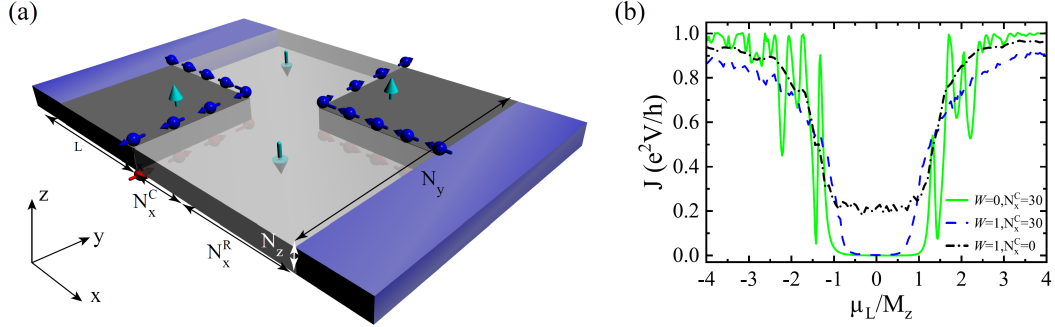 (a)
L
N_x^C
N_x^R
N_z
N_y
z
y
x
(b)
J (e²V/h)
1.0
0.8
0.6
0.4
0.2
0.0
W=0,N_x^C=30
W=1,N_x^C=30
W=1,N_x^C=0
-4 -3 -2 -1 0 1 2 3 4
μ_L/M_z